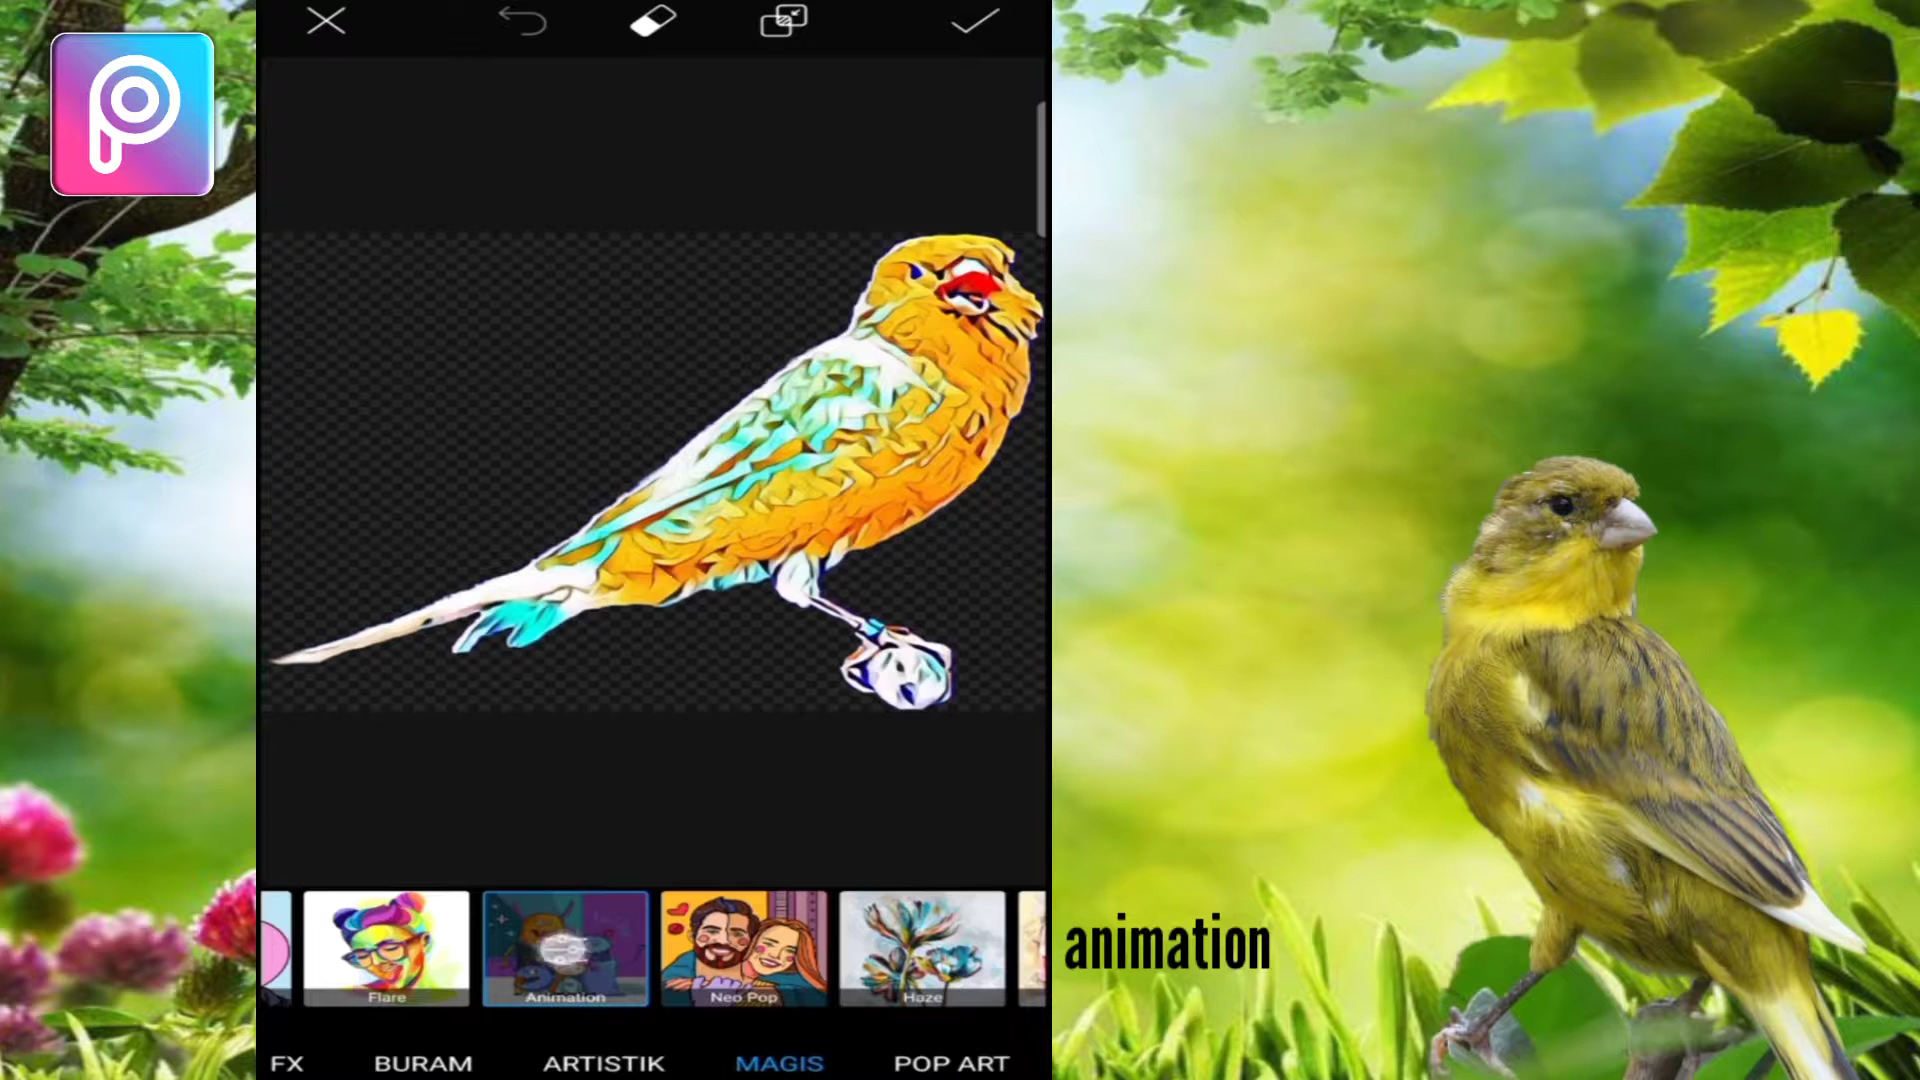 animation
Flare
Animation
Neo Pop
Haze
FX
BURAM
ARTISTIK
MAGIS
POP ART